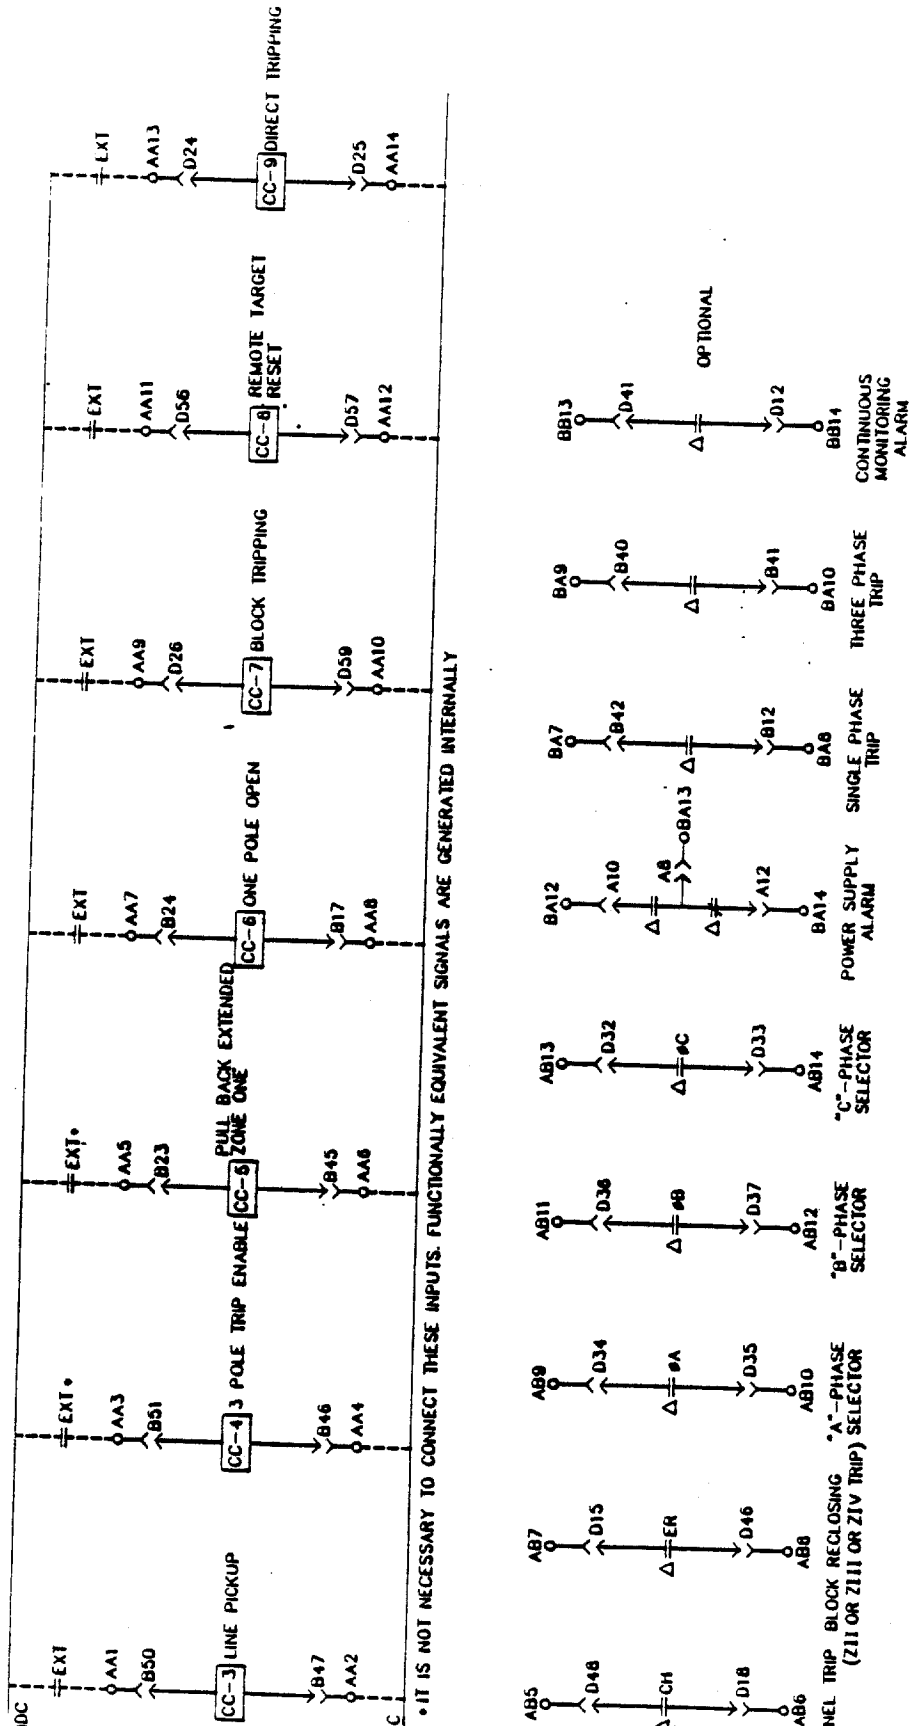 DC
EXT
AA1
B50
CC-3 LINE PICKUP
B47
AA2
C
EXT*
AA3
B51
CC-4 3 POLE TRIP ENABLE
B46
AA4
EXT*
AA5
B23
CC-5 PULL BACK EXTENDED
ZONE ONE
B45
AA6
EXT
AA7
B24
CC-6 ONE POLE OPEN
B17
AA8
EXT
AA9
D26
CC-7 BLOCK TRIPPING
D59
AA10
EXT
AA11
D56
CC-8 REMOTE TARGET
RESET
D57
AA12
EXT
AA13
D24
CC-9 DIRECT TRIPPING
D25
AA14
* IT IS NOT NECESSARY TO CONNECT THESE INPUTS. FUNCTIONALLY EQUIVALENT SIGNALS ARE GENERATED INTERNALLY
AB5
D48
CH
D18
AB6
NEL TRIP
AB7
D15
ER
D46
AB8
BLOCK RECLOSING
(ZII OR ZIII OR ZIV TRIP)
AB9
D34
øA
D35
AB10
"A"-PHASE
SELECTOR
AB11
D36
øB
D37
AB12
"B"-PHASE
SELECTOR
AB13
D32
øC
D33
AB14
"C"-PHASE
SELECTOR
BA12
A10
A8
BA13
A12
BA14
POWER SUPPLY
ALARM
BA7
B42
B12
BA8
SINGLE PHASE
TRIP
BA9
B40
B41
BA10
THREE PHASE
TRIP
BB13
D41
OPTIONAL
D12
BB14
CONTINUOUS
MONITORING
ALARM